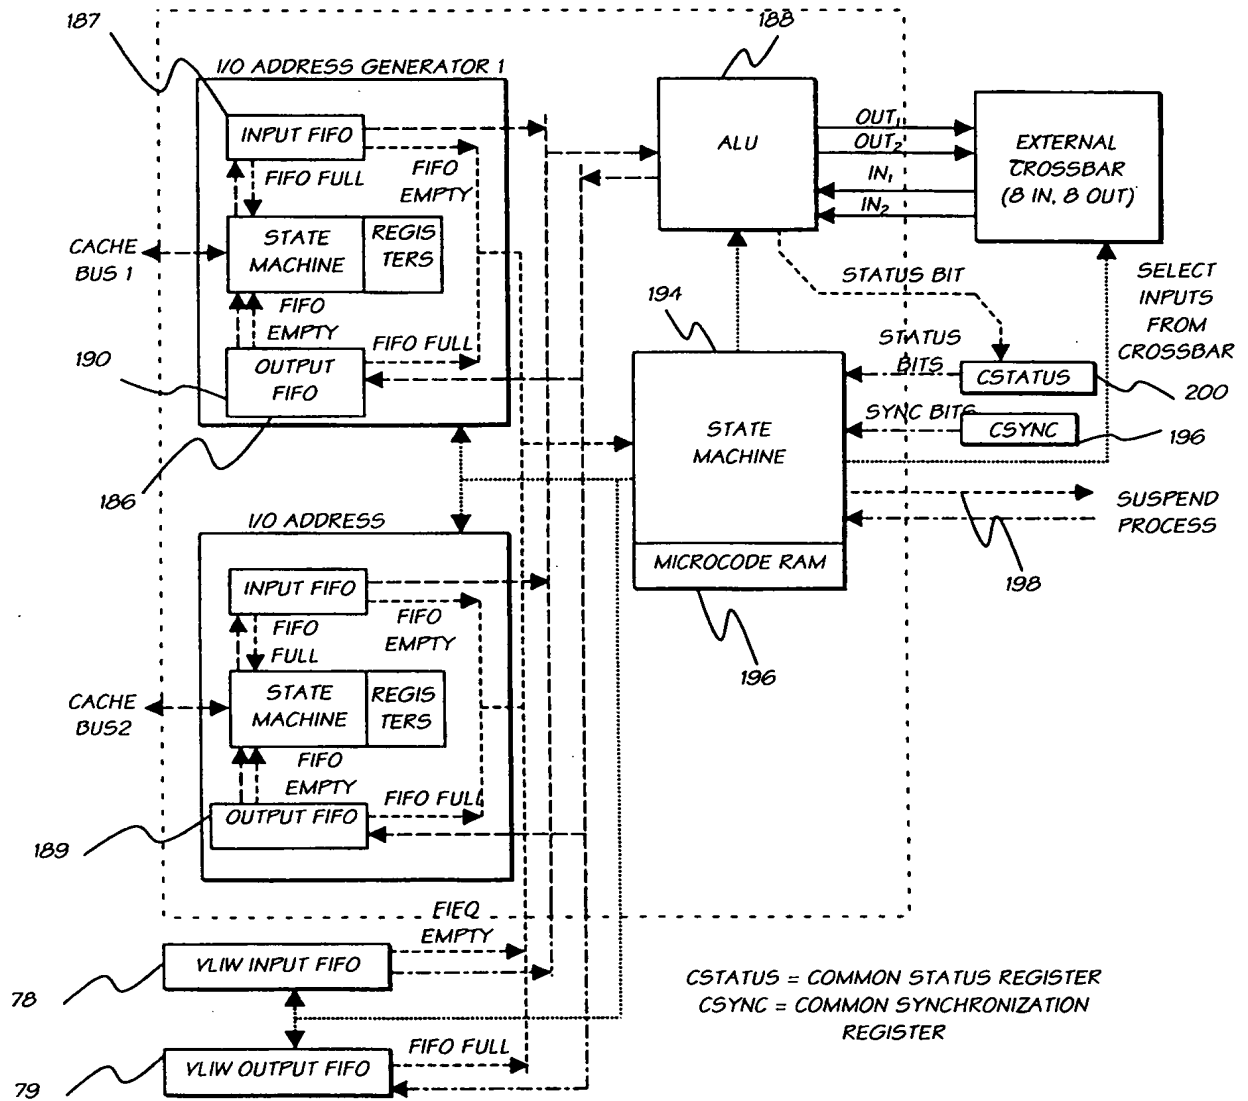 187
188
I/O ADDRESS GENERATOR 1
INPUT FIFO
FIFO FULL
FIFO
EMPTY
CACHE
BUS 1
STATE
MACHINE
REGIS
TERS
FIFO
EMPTY
190
OUTPUT
FIFO
FIFO FULL
186
ALU
OUT1
OUT2
IN1
IN2
EXTERNAL
CROSSBAR
(8 IN, 8 OUT)
STATUS BIT
SELECT
INPUTS
FROM
CROSSBAR
194
STATUS
BITS
CSTATUS
200
SYNC BITS
CSYNC
196
STATE
MACHINE
SUSPEND
PROCESS
MICROCODE RAM
198
196
I/O ADDRESS
INPUT FIFO
FIFO
FULL
FIFO
EMPTY
CACHE
BUS2
STATE
MACHINE
REGIS
TERS
FIFO
EMPTY
OUTPUT FIFO
FIFO FULL
189
FIFO
EMPTY
VLIW INPUT FIFO
78
FIFO FULL
VLIW OUTPUT FIFO
79
CSTATUS = COMMON STATUS REGISTER
CSYNC = COMMON SYNCHRONIZATION
REGISTER